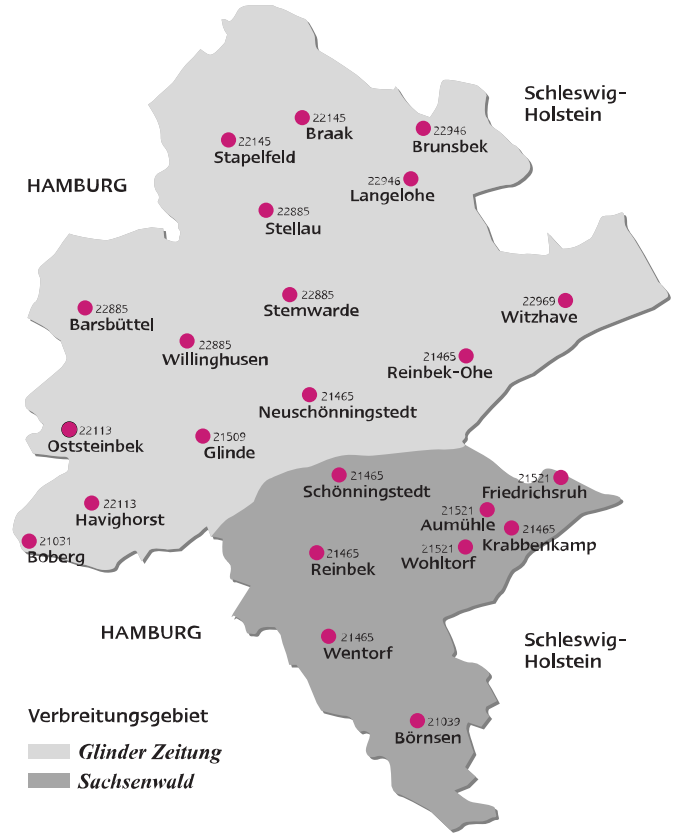 Schleswig-
Holstein
22145
Braak
22946
Brunsbek
22145
Stapelfeld
HAMBURG
22946
Langelohe
22885
Stellau
22885
Barsbüttel
22885
Stemwarde
22969
Witzhave
22885
Willinghusen
21465
Reinbek-Ohe
21465
Neuschönningstedt
22113
Oststeinbek
21509
Glinde
21465
Schönningstedt
21521
Friedrichsruh
22113
Havighorst
21521
Aumühle
21465
Krabbenkamp
21031
Boberg
21465
Reinbek
21521
Wohltorf
HAMBURG
21465
Wentorf
Schleswig-
Holstein
21039
Börnsen
Verbreitungsgebiet
Glinder Zeitung
Sachsenwald